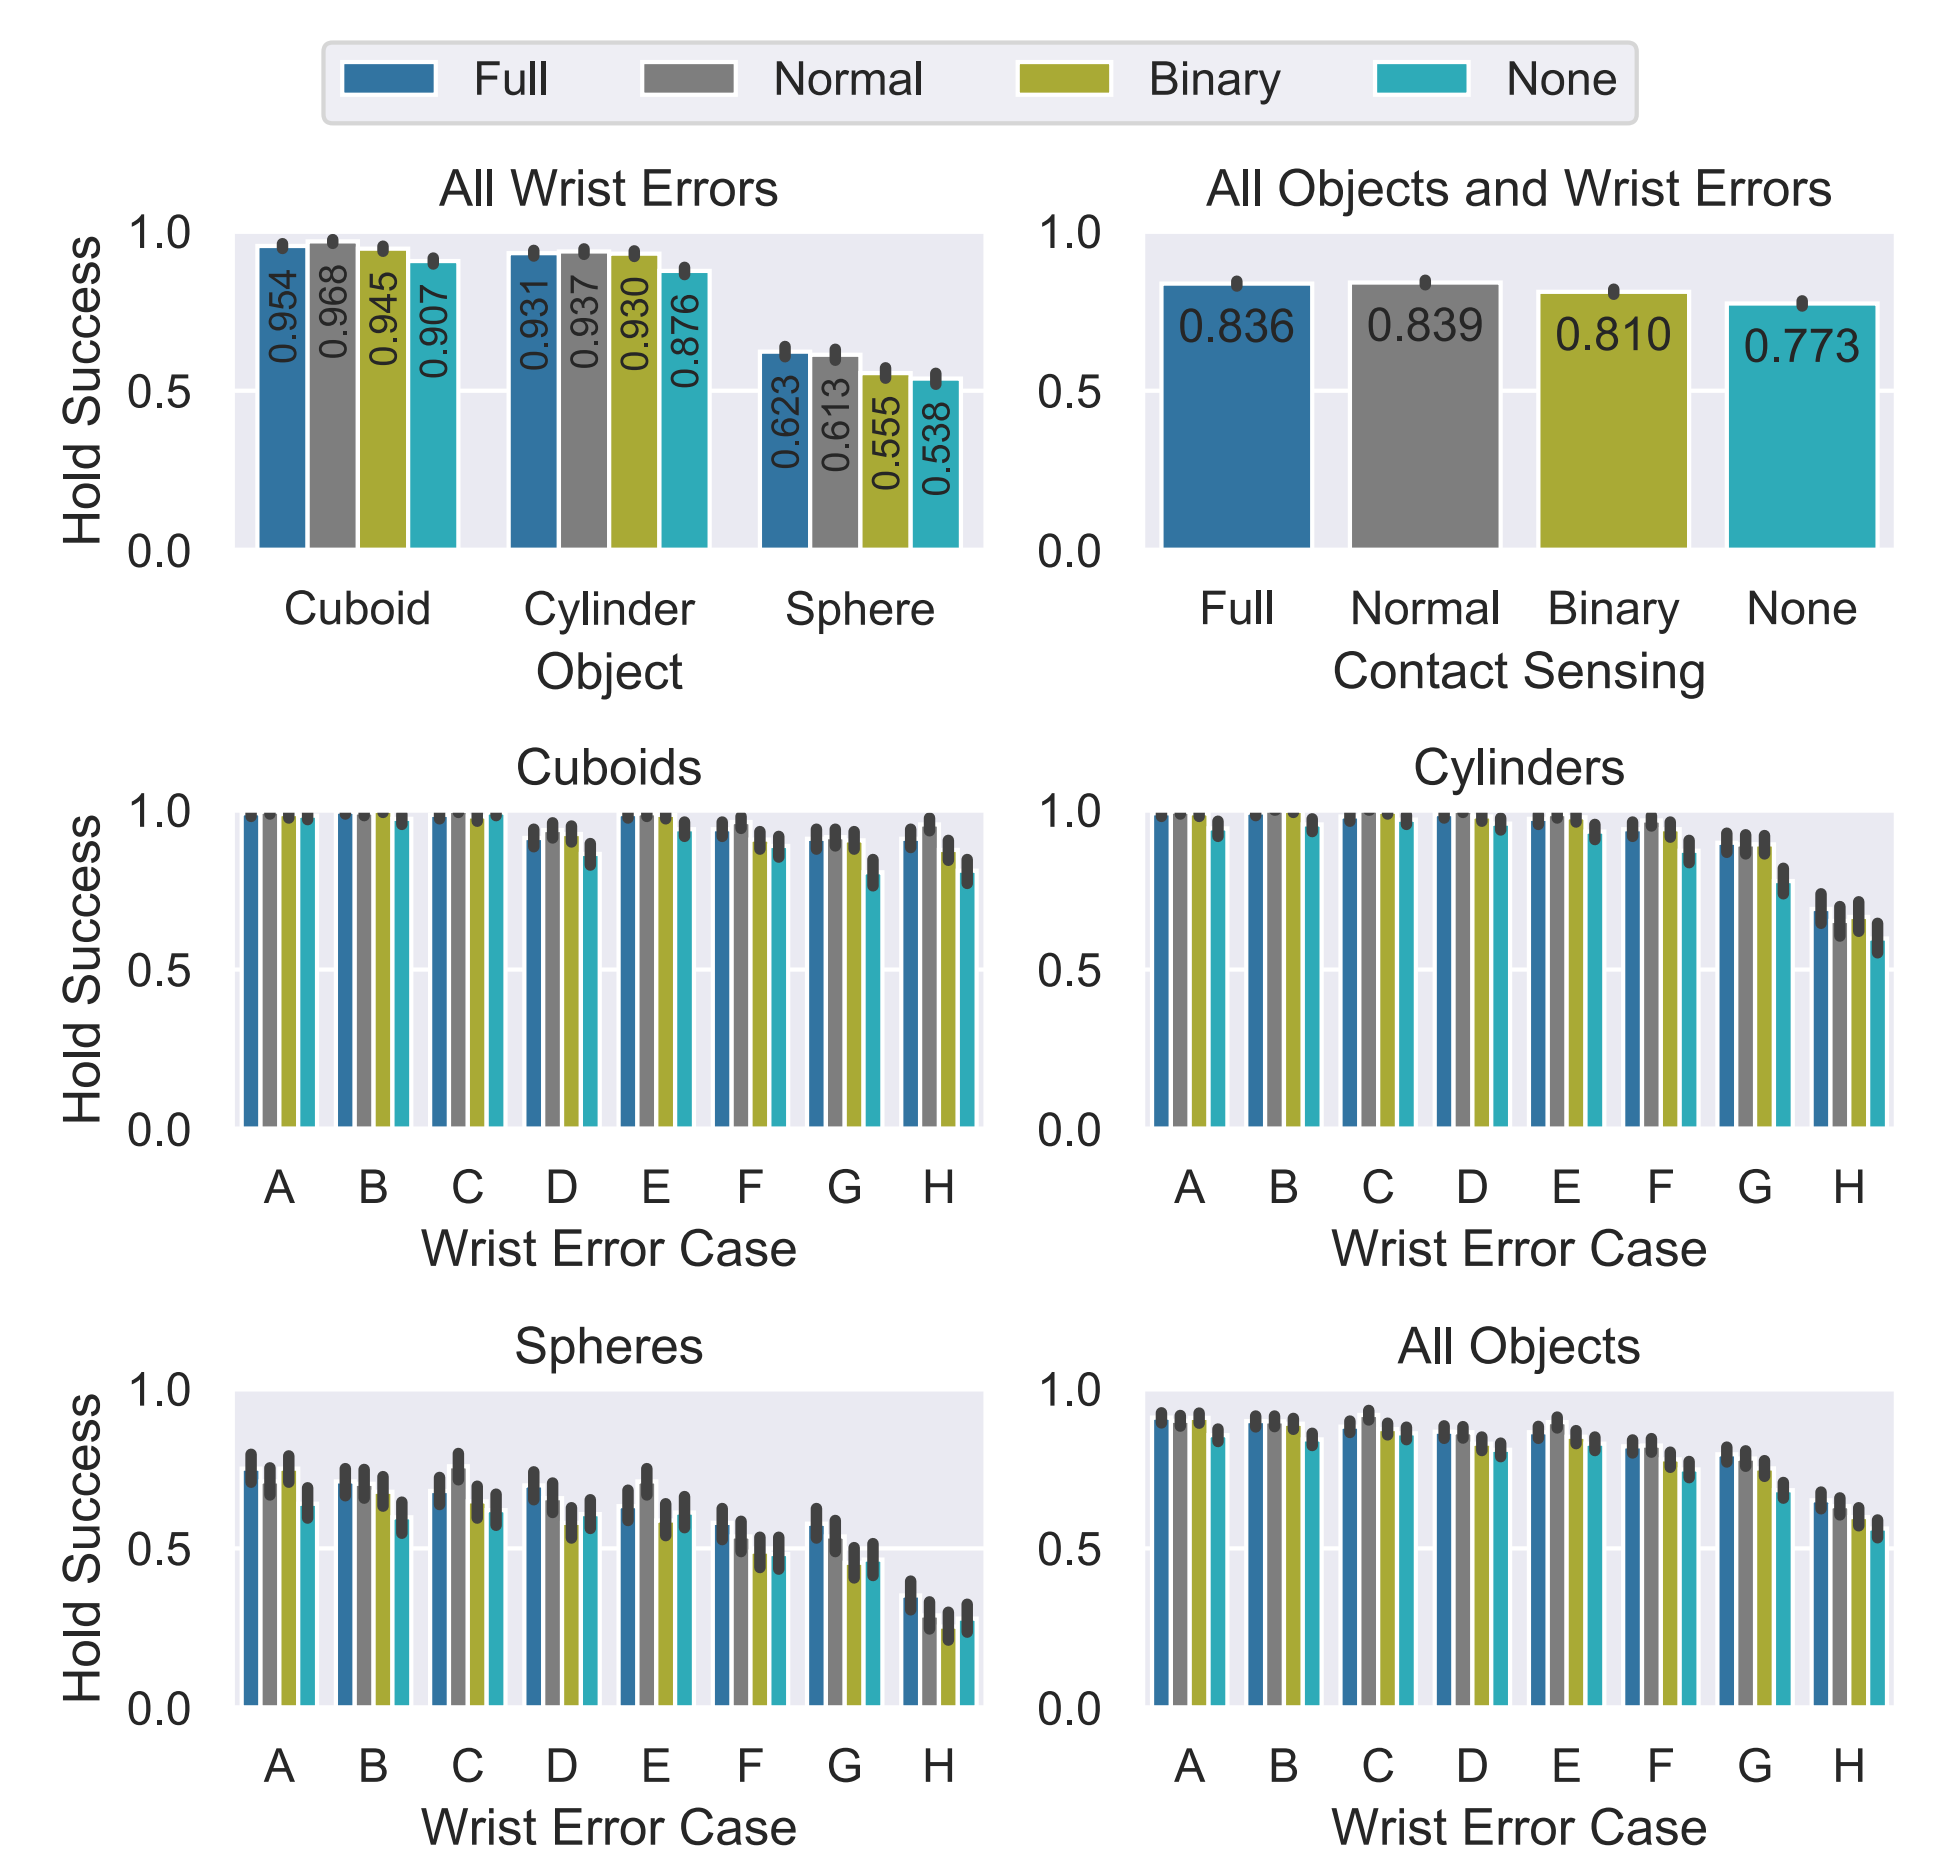 Full Normal Binary None
All Wrist Errors
Hold Success
1.0
0.5
0.0
0.954 0.968 0.945 0.907 0.931 0.937 0.930 0.876 0.623 0.613 0.555 0.538
Cuboid Cylinder Sphere
Object
All Objects and Wrist Errors
1.0
0.5
0.0
0.836 0.839 0.810 0.773
Full Normal Binary None
Contact Sensing
Cuboids
Hold Success
1.0
0.5
0.0
A B C D E F G H
Wrist Error Case
Cylinders
1.0
0.5
0.0
A B C D E F G H
Wrist Error Case
Spheres
Hold Success
1.0
0.5
0.0
A B C D E F G H
Wrist Error Case
All Objects
1.0
0.5
0.0
A B C D E F G H
Wrist Error Case